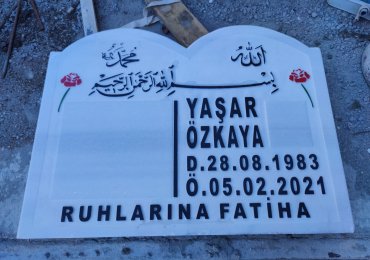 محمد الله
بسم الله الرحمن الرحيم
YAŞAR
ÖZKAYA
D.28.08.1983
Ö.05.02.2021
RUHLARINA FATİHA